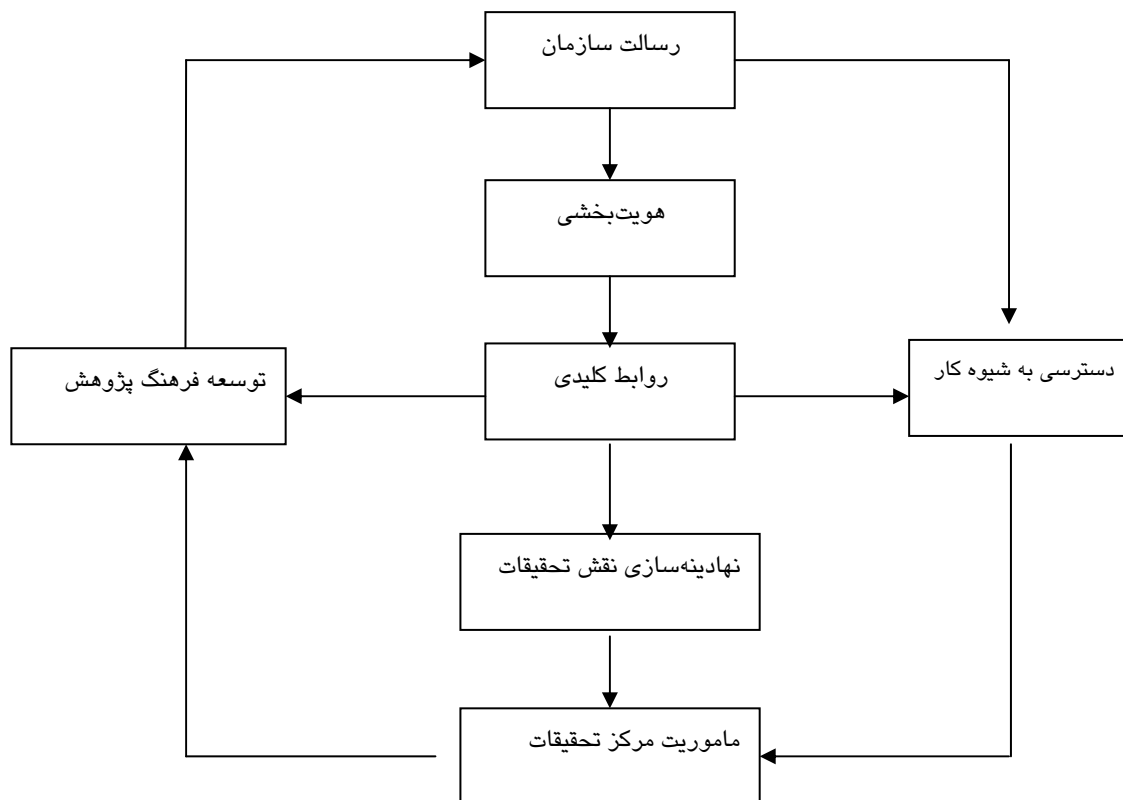 رسالت سازمان
هویت‌بخشی
روابط کلیدی
دسترسی به شیوه کار
توسعه فرهنگ پژوهش
نهادینه‌سازی نقش تحقیقات
ماموریت مرکز تحقیقات